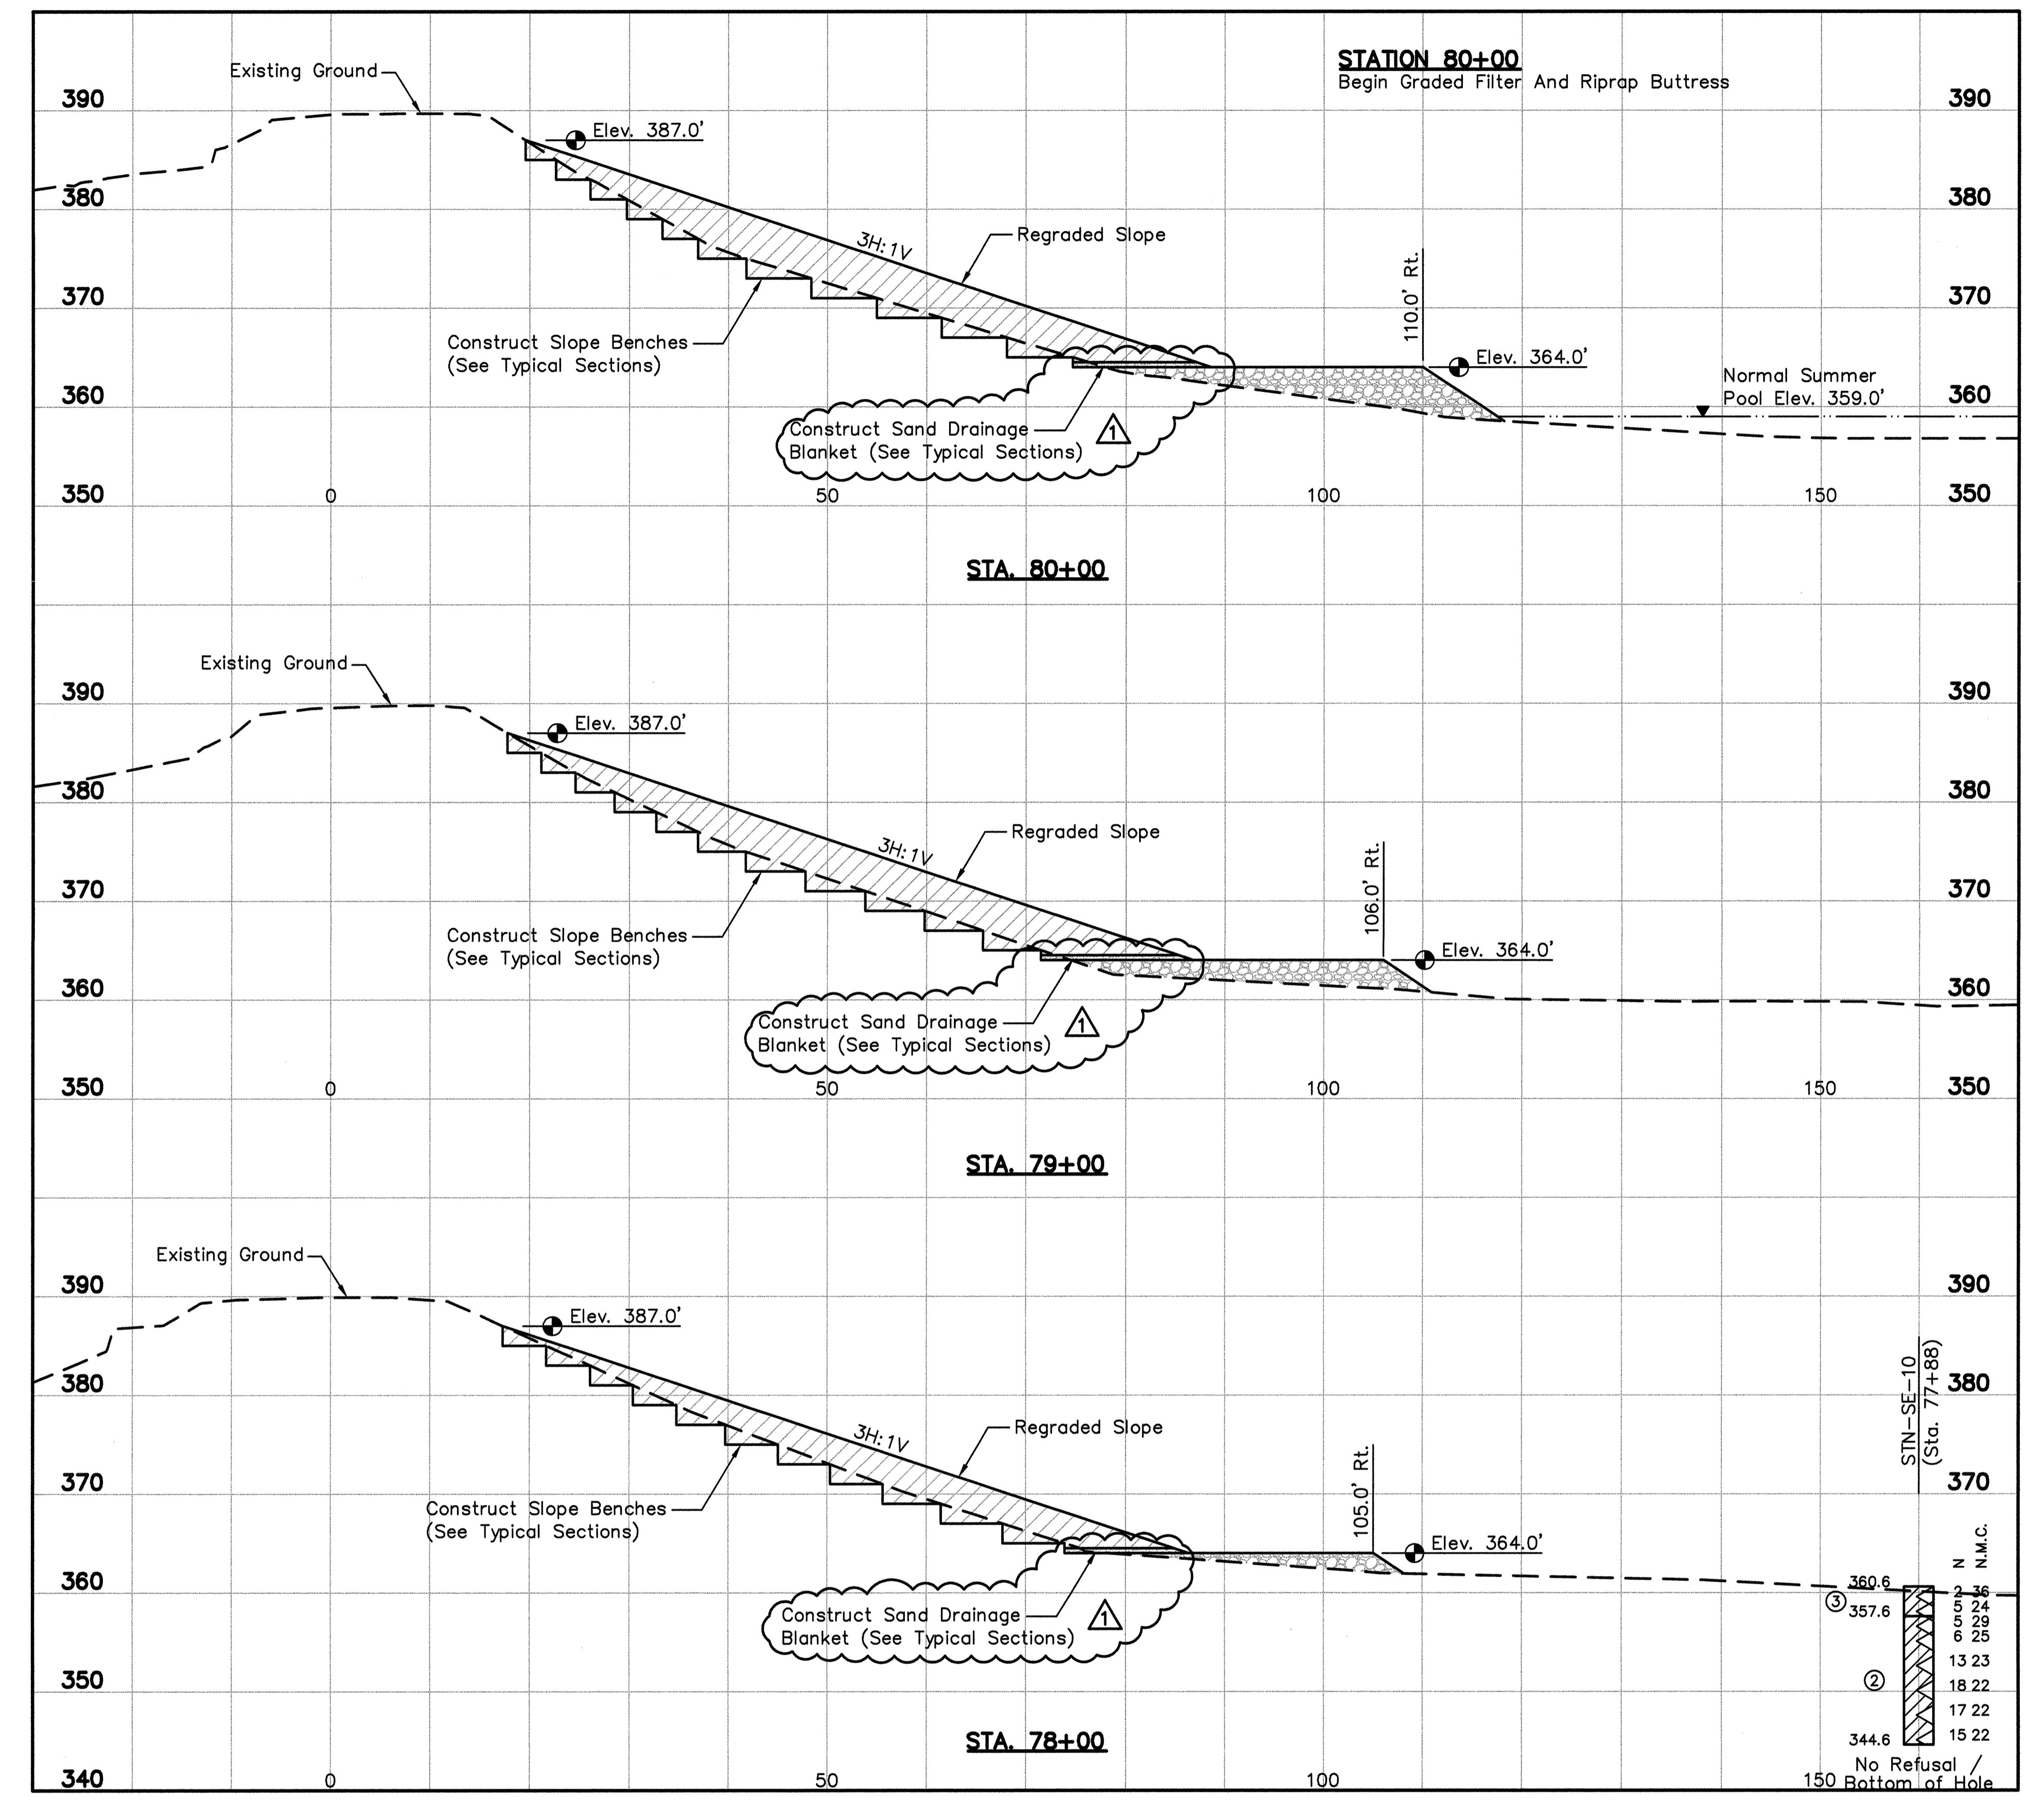 STATION 80+00
Begin Graded Filter And Riprap Buttress
Existing Ground
390
390
Elev. 387.0'
380
380
3H:1V
Regraded Slope
110.0' Rt.
370
370
Construct Slope Benches
(See Typical Sections)
Elev. 364.0'
Normal Summer
Pool Elev. 359.0'
360
360
Construct Sand Drainage
Blanket (See Typical Sections)
1
350
0
50
100
150
350
STA. 80+00
Existing Ground
390
390
Elev. 387.0'
380
380
3H:1V
Regraded Slope
106.0' Rt.
370
370
Construct Slope Benches
(See Typical Sections)
Elev. 364.0'
360
360
Construct Sand Drainage
Blanket (See Typical Sections)
1
350
0
50
100
150
350
STA. 79+00
Existing Ground
390
390
Elev. 387.0'
STN-SE-10
(Sta. 77+88)
380
380
3H:1V
Regraded Slope
105.0' Rt.
370
370
Construct Slope Benches
(See Typical Sections)
Elev. 364.0'
N
N.M.C.
360
360.6
2 36
3
5 24
357.6
5 29
6 25
Construct Sand Drainage
Blanket (See Typical Sections)
1
13 23
2
18 22
350
17 22
344.6
15 22
STA. 78+00
No Refusal /
Bottom of Hole
340
0
50
100
150